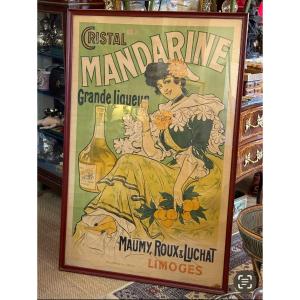 CRISTAL
MANDARINE
Grande liqueur
MAUMY, ROUX & LUCHAT
LIMOGES